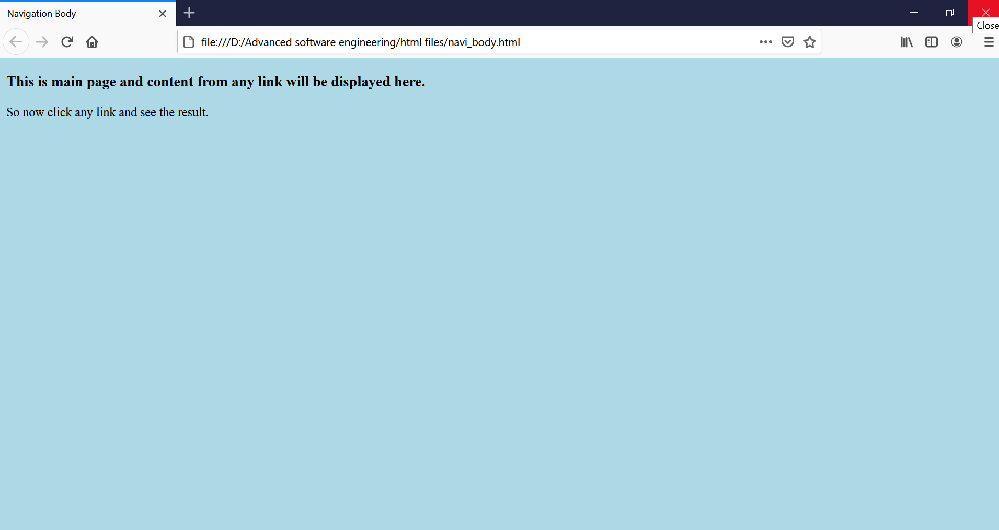 Navigation Body
Close
file:///D:/Advanced software engineering/html files/navi_body.html
This is main page and content from any link will be displayed here.
So now click any link and see the result.